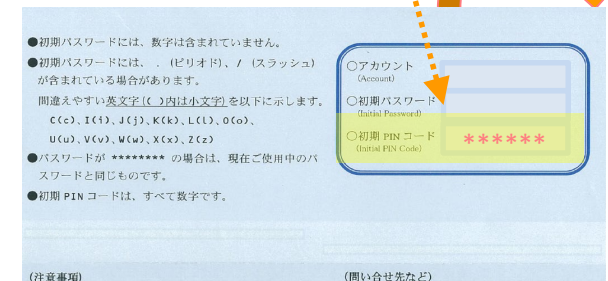 ●初期パスワードには、数字は含まれていません。
●初期パスワードには、 . (ピリオド)、/ (スラッシュ)
が含まれている場合があります。
間違えやすい英文字(( )内は小文字)を以下に示します。
C(c)、I(i)、J(j)、K(k)、L(l)、O(o)、
U(u)、V(v)、W(w)、X(x)、Z(z)
●パスワードが ******** の場合は、現在ご使用中のパ
スワードと同じものです。
●初期 PIN コードは、すべて数字です。
○アカウント
(Account)
○初期パスワード
(Initial Password)
○初期 PIN コード
(Initial PIN Code)
******
(注意事項)
(問い合せ先など)